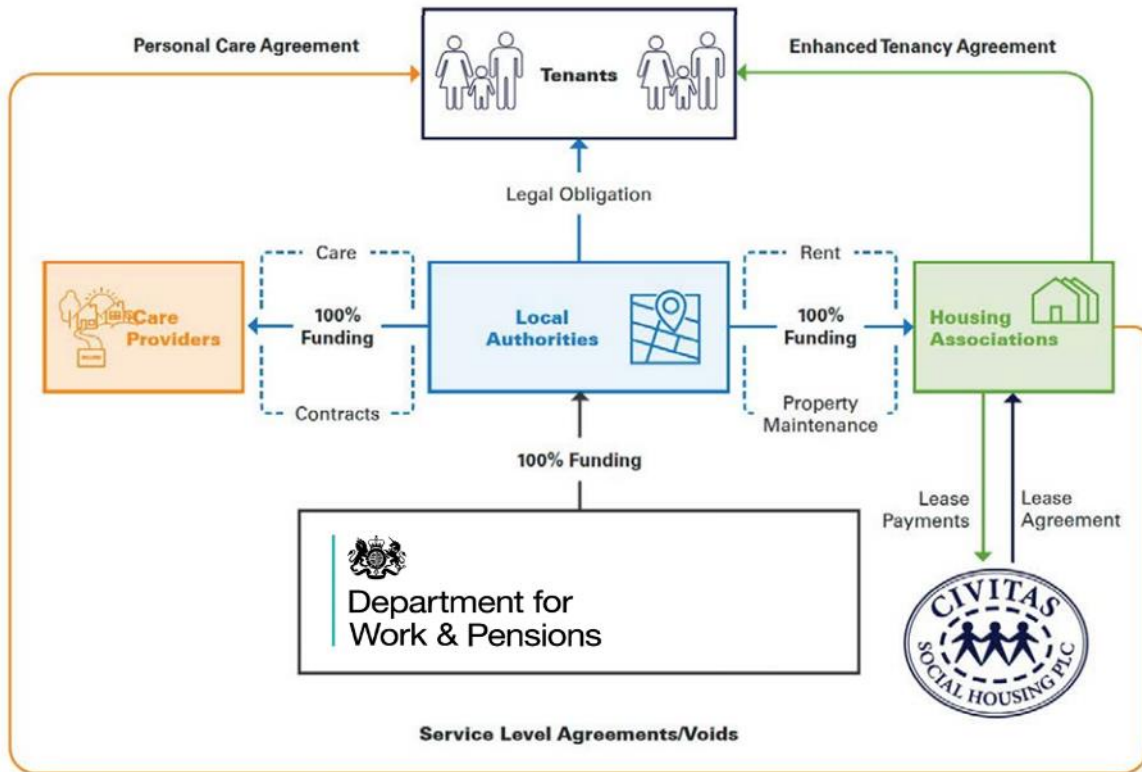 Personal Care Agreement
Enhanced Tenancy Agreement
Tenants
Legal Obligation
Care
Rent
Care
Providers
100%
Funding
Local
Authorities
100%
Funding
Housing
Associations
Contracts
Property
Maintenance
100% Funding
Lease
Payments
Lease
Agreement
Department for
Work & Pensions
CIVITAS
SOCIAL HOUSING PLC
Service Level Agreements/Voids